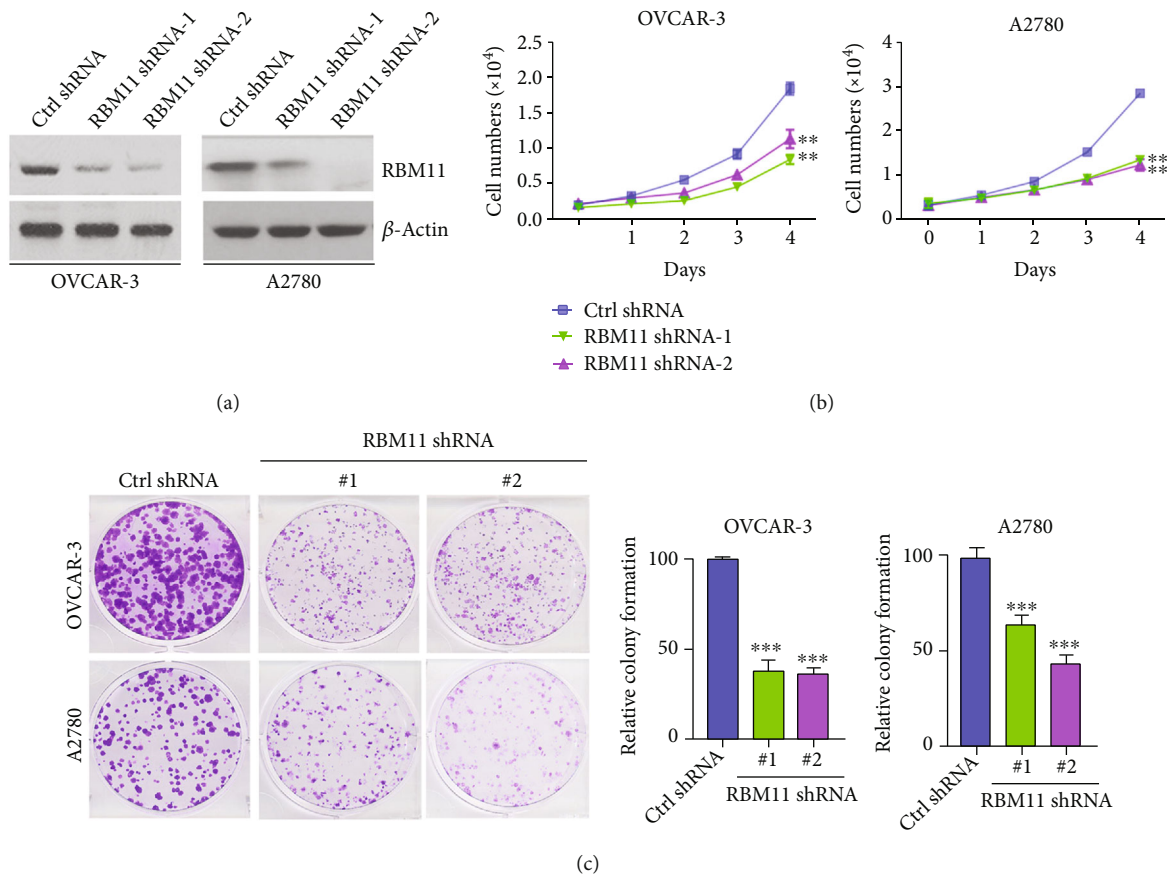 (a)
Ctrl shRNA
RBM11 shRNA-1
RBM11 shRNA-2
Ctrl shRNA
RBM11 shRNA-1
RBM11 shRNA-2
RBM11
β-Actin
OVCAR-3
A2780
(b)
OVCAR-3
Cell numbers (×10⁴)
2.5
2.0
1.5
1.0
0.5
0.0
**
**
1 2 3 4
Days
A2780
Cell numbers (×10⁴)
4
3
2
1
0
**
**
0 1 2 3 4
Days
Ctrl shRNA
RBM11 shRNA-1
RBM11 shRNA-2
(a)
(b)
RBM11 shRNA
Ctrl shRNA #1 #2
OVCAR-3
A2780
OVCAR-3
Relative colony formation
100
50
0
*** ***
Ctrl shRNA
#1 #2
RBM11 shRNA
A2780
Relative colony formation
100
50
0
***
***
Ctrl shRNA
#1 #2
RBM11 shRNA
(c)